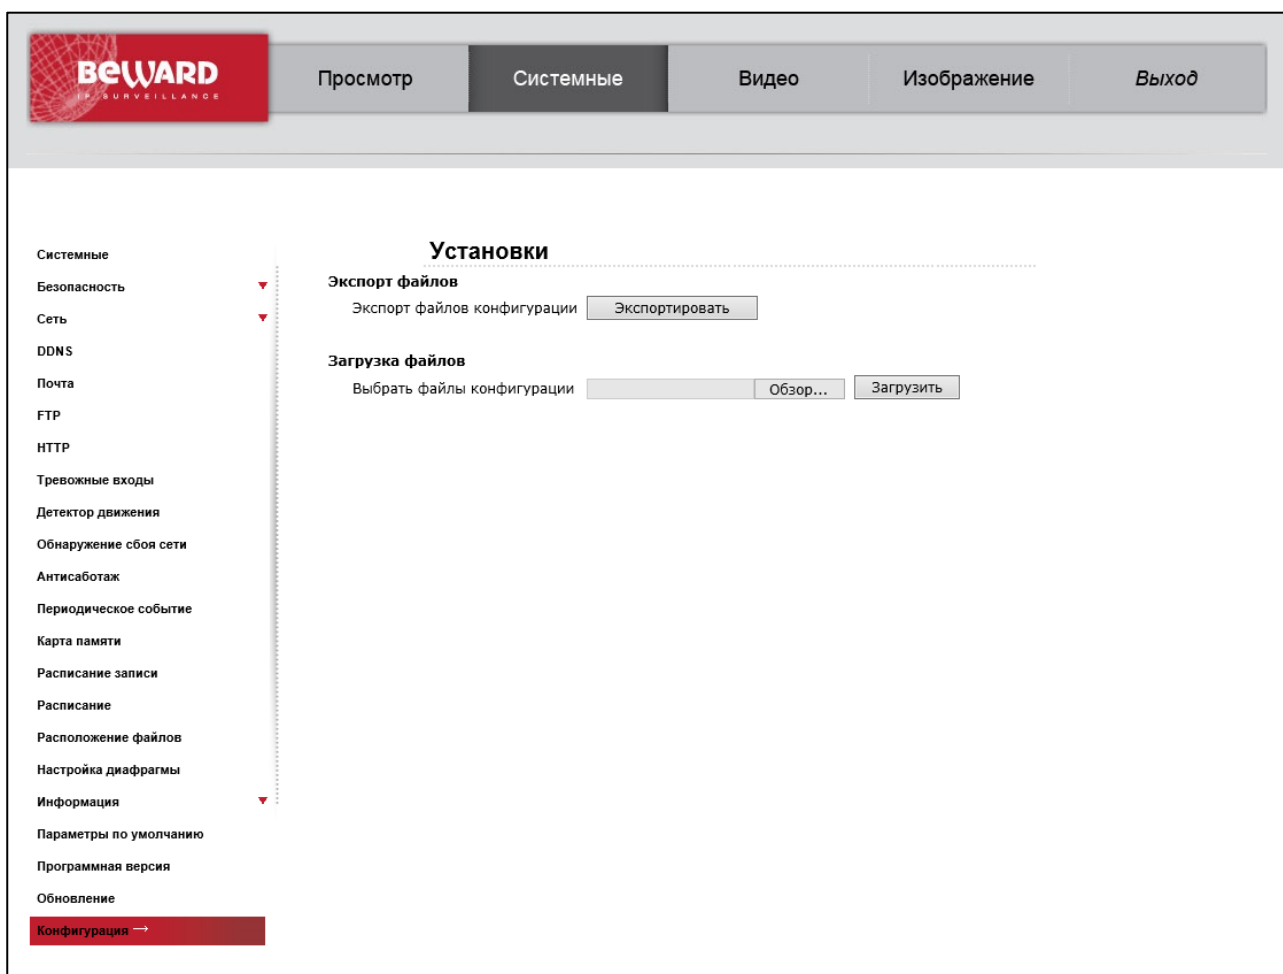 BEWARD
IP SURVEILLANCE
Просмотр
Системные
Видео
Изображение
Выход
Системные
Безопасность
Сеть
DDNS
Почта
FTP
HTTP
Тревожные входы
Детектор движения
Обнаружение сбоя сети
Антисаботаж
Периодическое событие
Карта памяти
Расписание записи
Расписание
Расположение файлов
Настройка диафрагмы
Информация
Параметры по умолчанию
Программная версия
Обновление
Конфигурация →
Установки
Экспорт файлов
Экспорт файлов конфигурации Экспортировать
Загрузка файлов
Выбрать файлы конфигурации Обзор... Загрузить